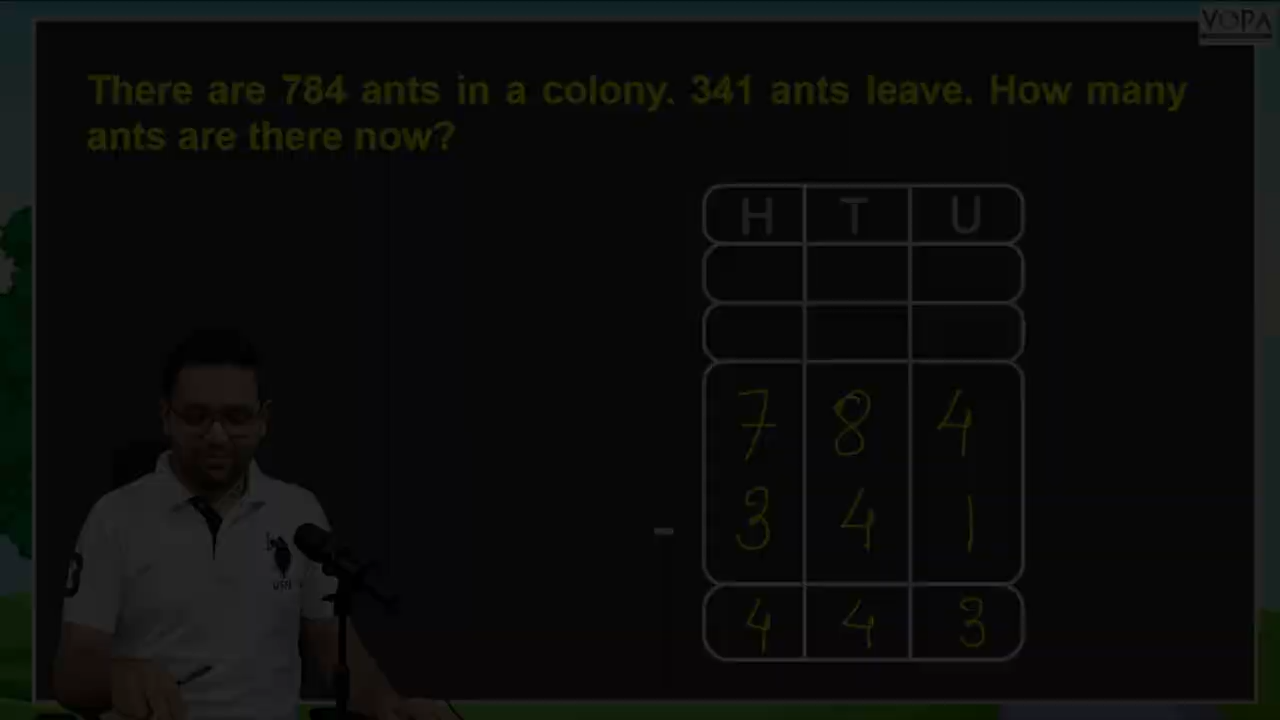 VOPA
There are 784 ants in a colony. 341 ants leave. How many
ants are there now?
H T U
7 8 4
- 3 4 1
4 4 3